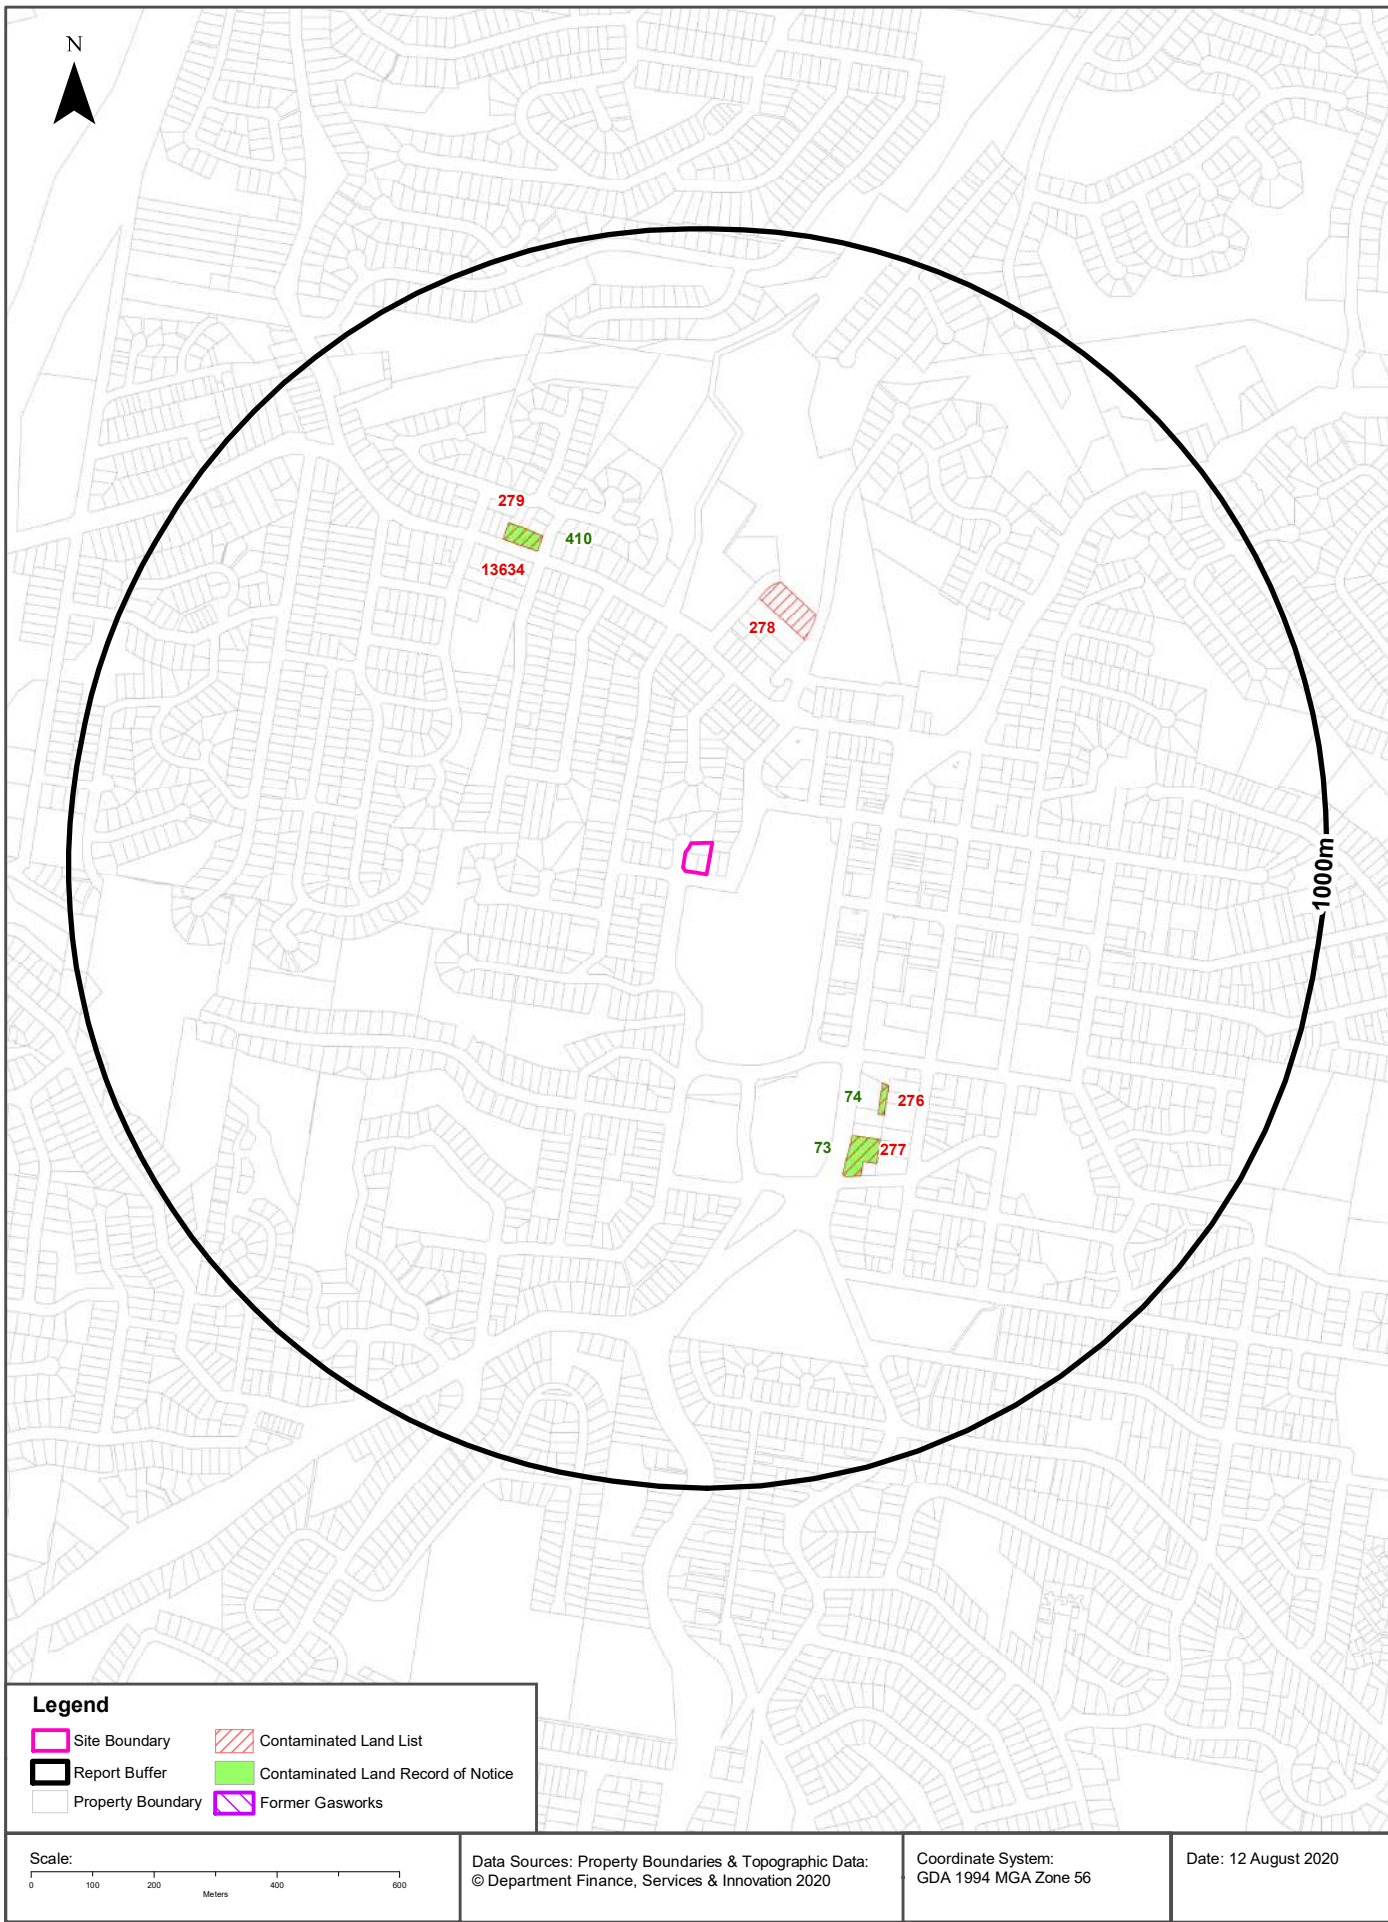 N
279
410
13634
278
1000m
74
276
73
277
Legend
Site Boundary
Contaminated Land List
Report Buffer
Contaminated Land Record of Notice
Property Boundary
Former Gasworks
Scale:
0 100 200 400 600
Meters
Data Sources: Property Boundaries & Topographic Data:
© Department Finance, Services & Innovation 2020
Coordinate System:
GDA 1994 MGA Zone 56
Date: 12 August 2020